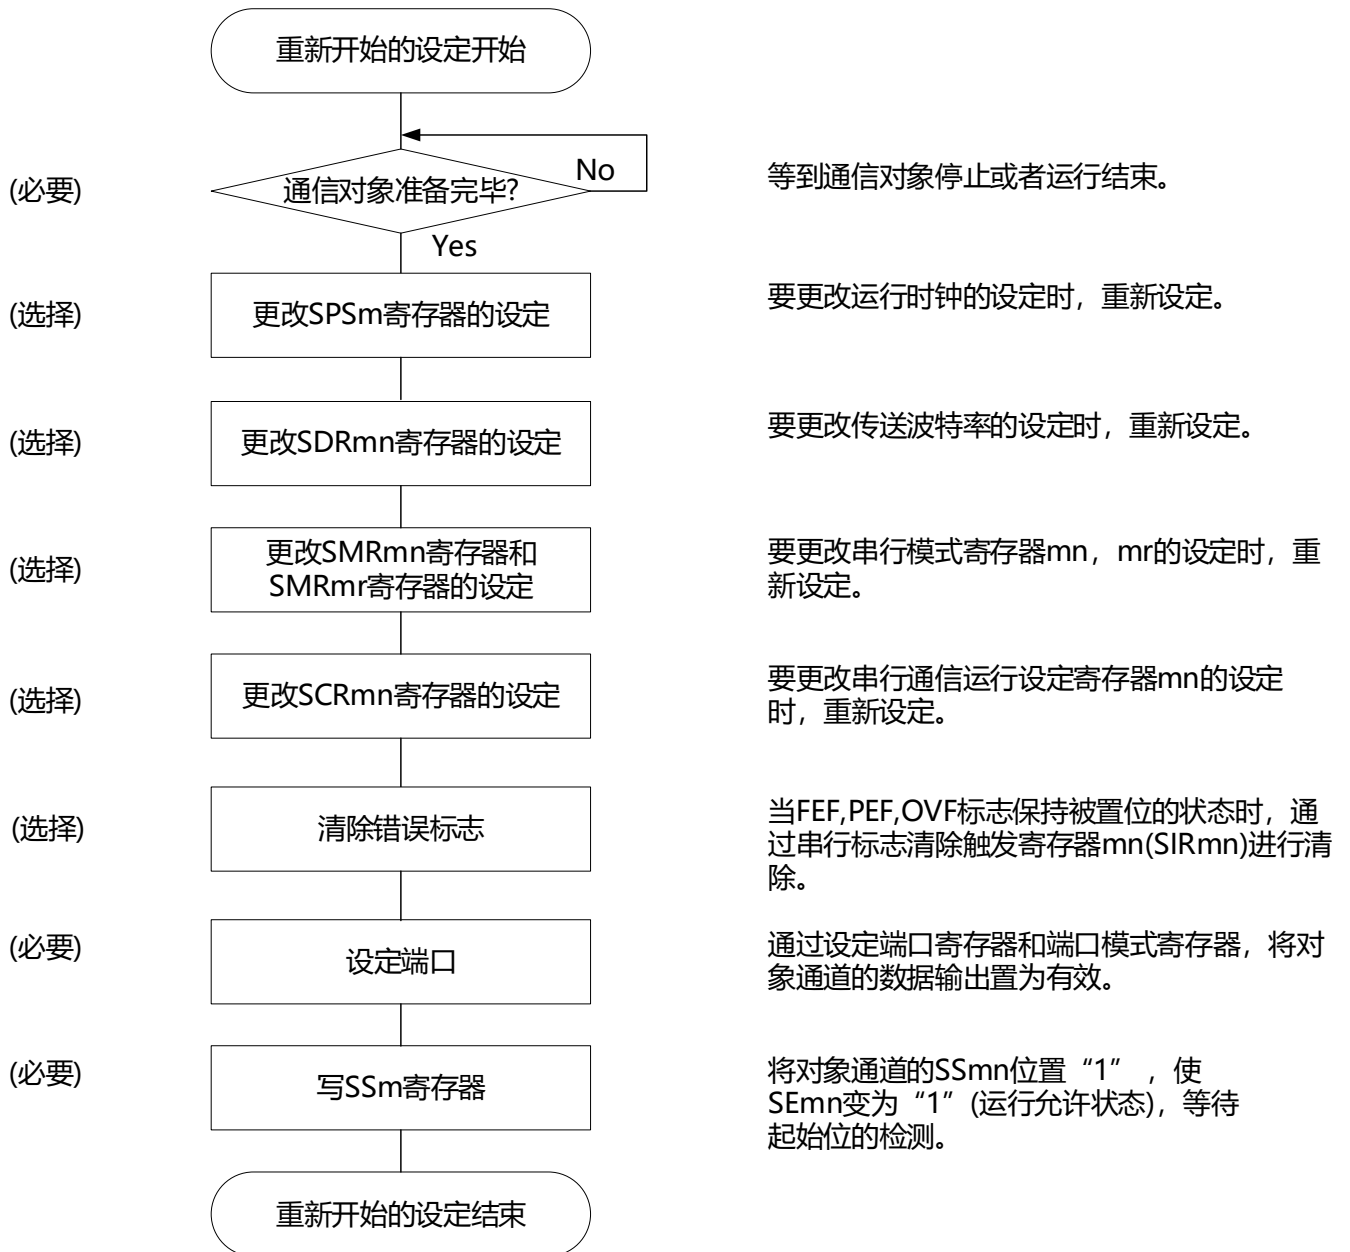 重新开始的设定开始
(必要)
通信对象准备完毕?
No
等到通信对象停止或者运行结束。
Yes
(选择)
更改SPSm寄存器的设定
要更改运行时钟的设定时，重新设定。
(选择)
更改SDRmn寄存器的设定
要更改传送波特率的设定时，重新设定。
(选择)
更改SMRmn寄存器和
SMRmr寄存器的设定
要更改串行模式寄存器mn，mr的设定时，重
新设定。
(选择)
更改SCRmn寄存器的设定
要更改串行通信运行设定寄存器mn的设定
时，重新设定。
(选择)
清除错误标志
当FEF,PEF,OVF标志保持被置位的状态时，通
过串行标志清除触发寄存器mn(SIRmn)进行清
除。
(必要)
设定端口
通过设定端口寄存器和端口模式寄存器，将对
象通道的数据输出置为有效。
(必要)
写SSm寄存器
将对象通道的SSmn位置“1”，使
SEmn变为“1”(运行允许状态)，等待
起始位的检测。
重新开始的设定结束